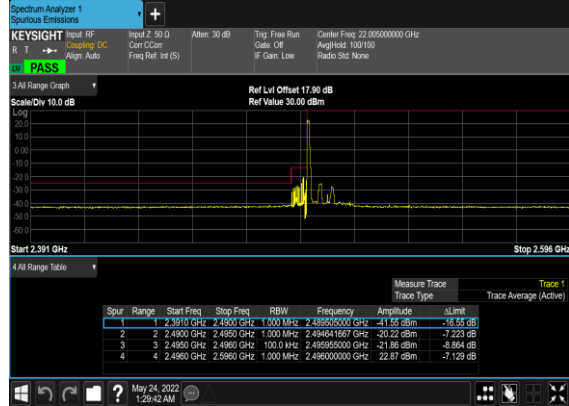 Spectrum Analyzer 1
Spurious Emissions
+
KEYSIGHT Input: RF Input Z: 50 Ω Atten: 30 dB Trig: Free Run Center Freq: 22.005000000 GHz
R T Coupling: DC Corr CCorr Gate: Off Avg|Hold: 100/100
Align: Auto Freq Ref: Int (S) IF Gain: Low Radio Std: None
LU PASS
3 All Range Graph
Ref Lvl Offset 17.90 dB
Scale/Div 10.0 dB Ref Value 30.00 dBm
Log
20.0
10.0
0.00
-10.0
-20.0
-30.0
-40.0
-50.0
-60.0
Start 2.391 GHz Stop 2.596 GHz
4 All Range Table
Measure Trace Trace 1
Trace Type Trace Average (Active)
Spur Range Start Freq Stop Freq RBW Frequency Amplitude ΔLimit
1 1 2.3910 GHz 2.4900 GHz 1.000 MHz 2.489505000 GHz -41.55 dBm -16.55 dB
2 2 2.4900 GHz 2.4950 GHz 1.000 MHz 2.494641667 GHz -20.22 dBm -7.223 dB
3 3 2.4950 GHz 2.4960 GHz 100.0 kHz 2.495955000 GHz -21.86 dBm -8.864 dB
4 4 2.4960 GHz 2.5960 GHz 1.000 MHz 2.496000000 GHz 22.87 dBm -7.129 dB
? May 24, 2022
1:29:42 AM